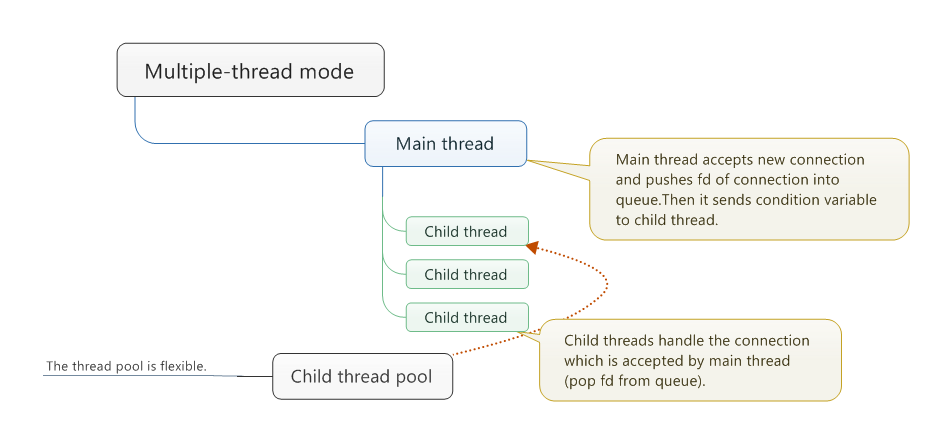 Multiple-thread mode
Main thread
Main thread accepts new connection
and pushes fd of connection into
queue.Then it sends condition variable
to child thread.
Child thread
Child thread
Child thread
Child threads handle the connection
which is accepted by main thread
(pop fd from queue).
The thread pool is flexible.
Child thread pool